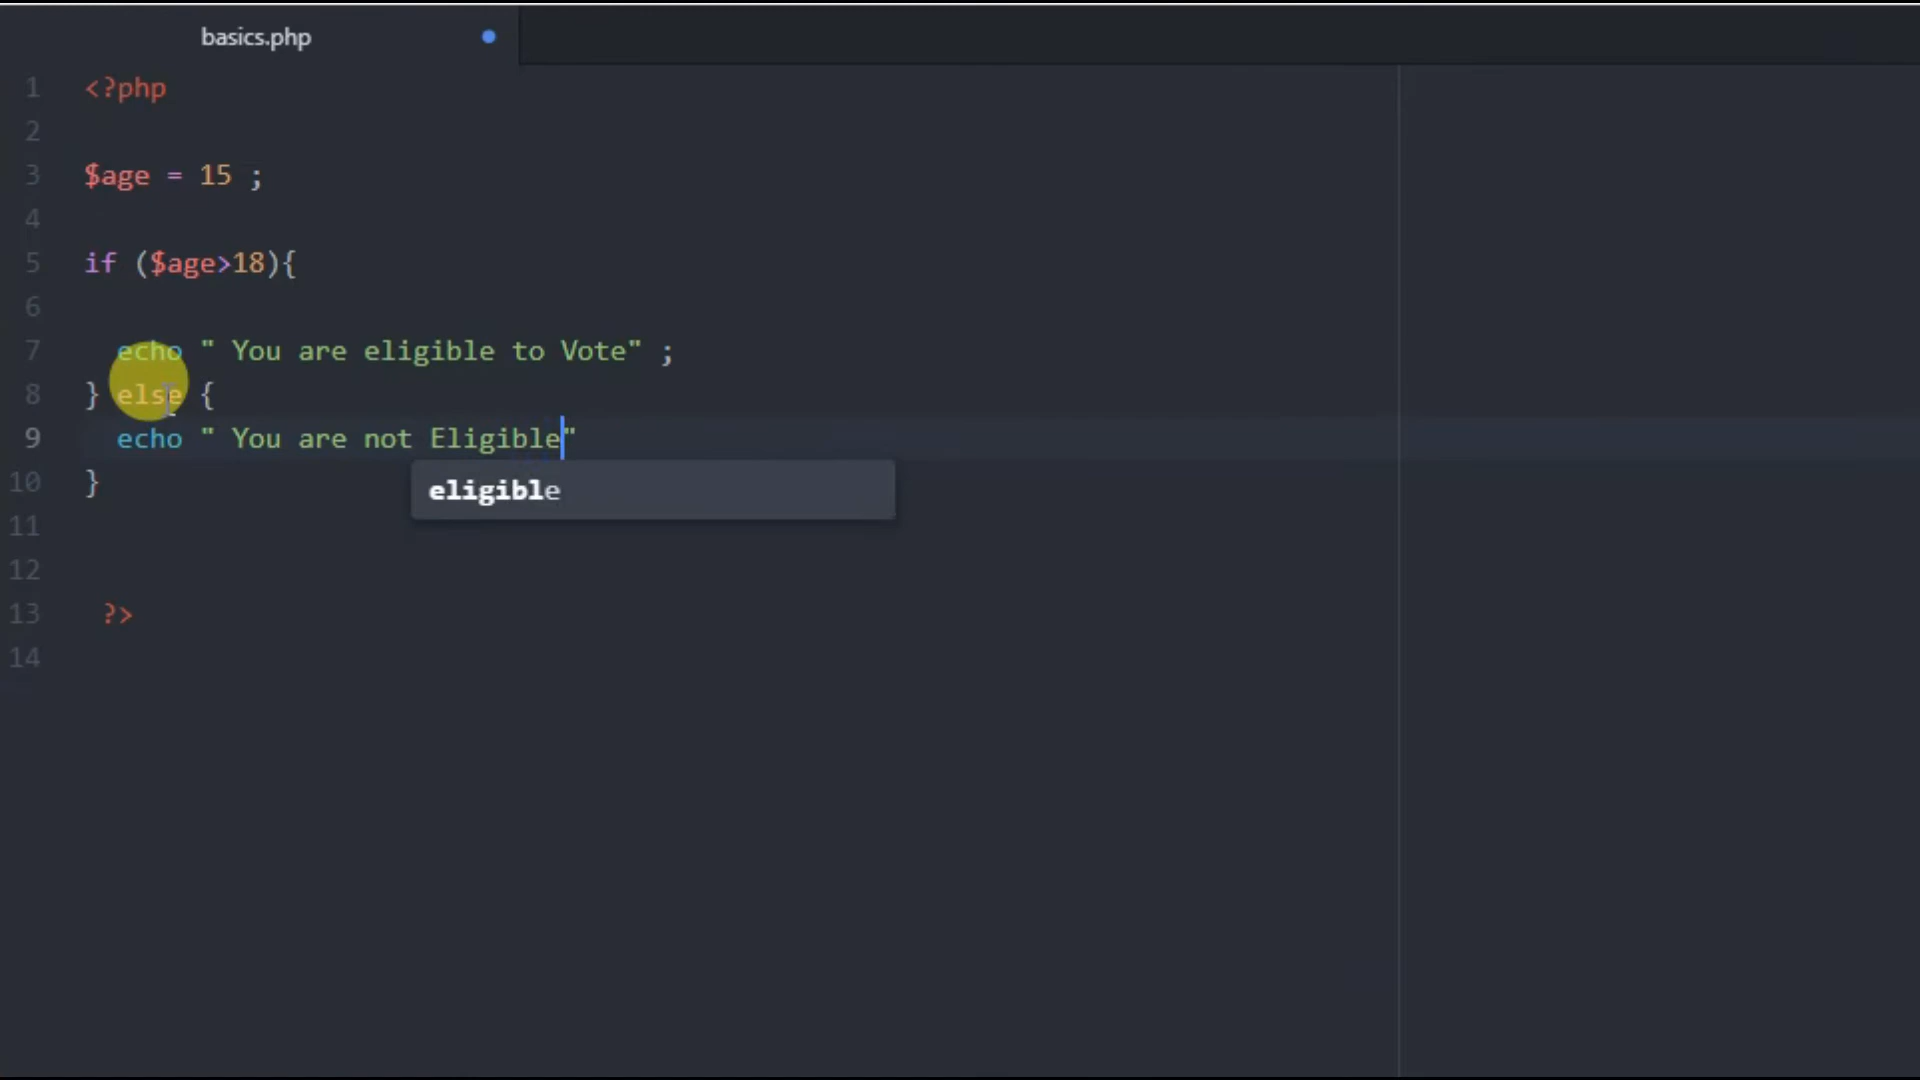 basics.php
1 <?php
2
3 $age = 15 ;
4
5 if ($age>18){
6
7 echo " You are eligible to Vote" ;
8 } else {
9 echo " You are not Eligible"
10 }
eligible
11
12
13 ?>
14